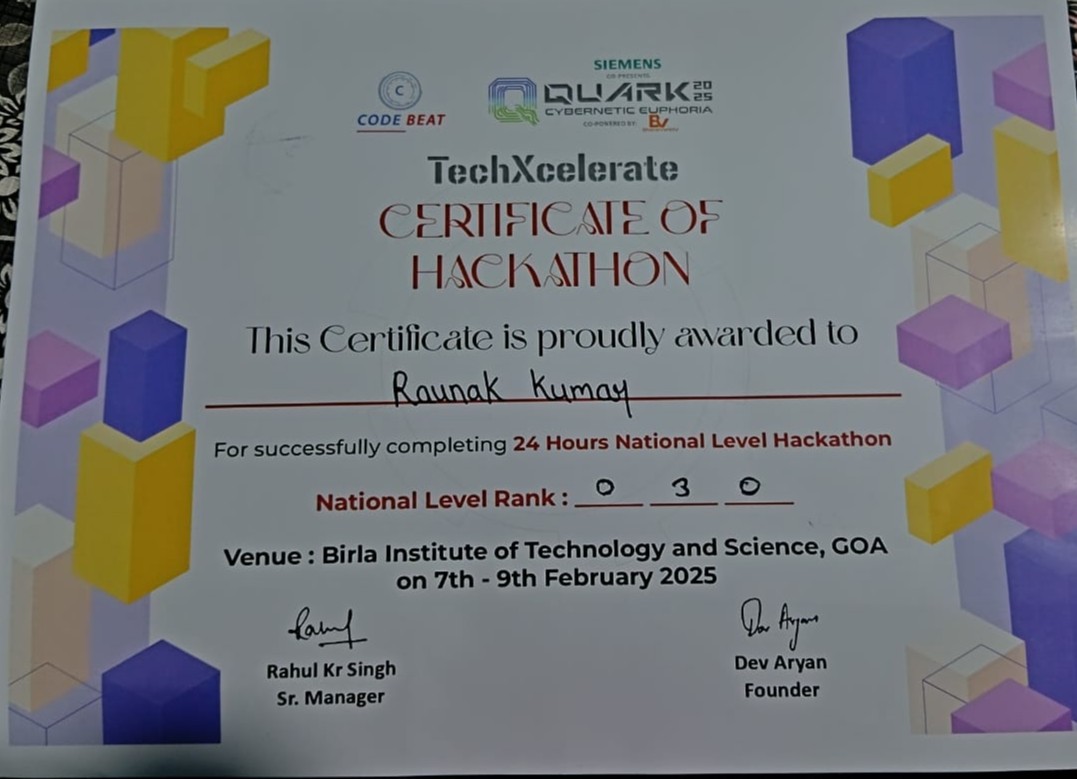 SIEMENS
CO-PRESENTS
C
CODE BEAT
QUARK 2025
CYBERNETIC EUPHORIA
CO-POWERED BY:
TechXcelerate
CERTIFICATE OF
HACKATHON
This Certificate is proudly awarded to
Raunak Kumar
For successfully completing 24 Hours National Level Hackathon
National Level Rank : 0 3 0
Venue : Birla Institute of Technology and Science, GOA
on 7th - 9th February 2025
Rahul Kr Singh
Sr. Manager
Dev Aryan
Dev Aryan
Founder